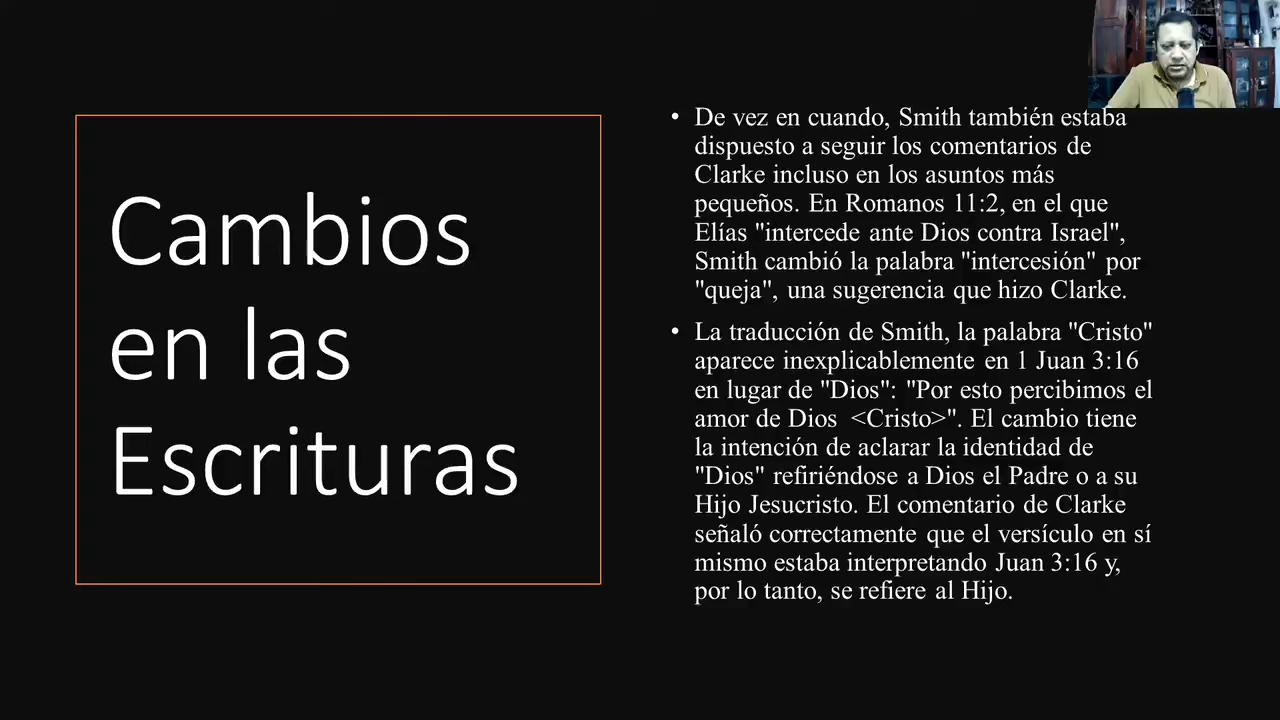 Cambios
en las
Escrituras
• De vez en cuando, Smith también estaba
dispuesto a seguir los comentarios de
Clarke incluso en los asuntos más
pequeños. En Romanos 11:2, en el que
Elías "intercede ante Dios contra Israel",
Smith cambió la palabra "intercesión" por
"queja", una sugerencia que hizo Clarke.
• La traducción de Smith, la palabra "Cristo"
aparece inexplicablemente en 1 Juan 3:16
en lugar de "Dios": "Por esto percibimos el
amor de Dios <Cristo>". El cambio tiene
la intención de aclarar la identidad de
"Dios" refiriéndose a Dios el Padre o a su
Hijo Jesucristo. El comentario de Clarke
señaló correctamente que el versículo en sí
mismo estaba interpretando Juan 3:16 y,
por lo tanto, se refiere al Hijo.